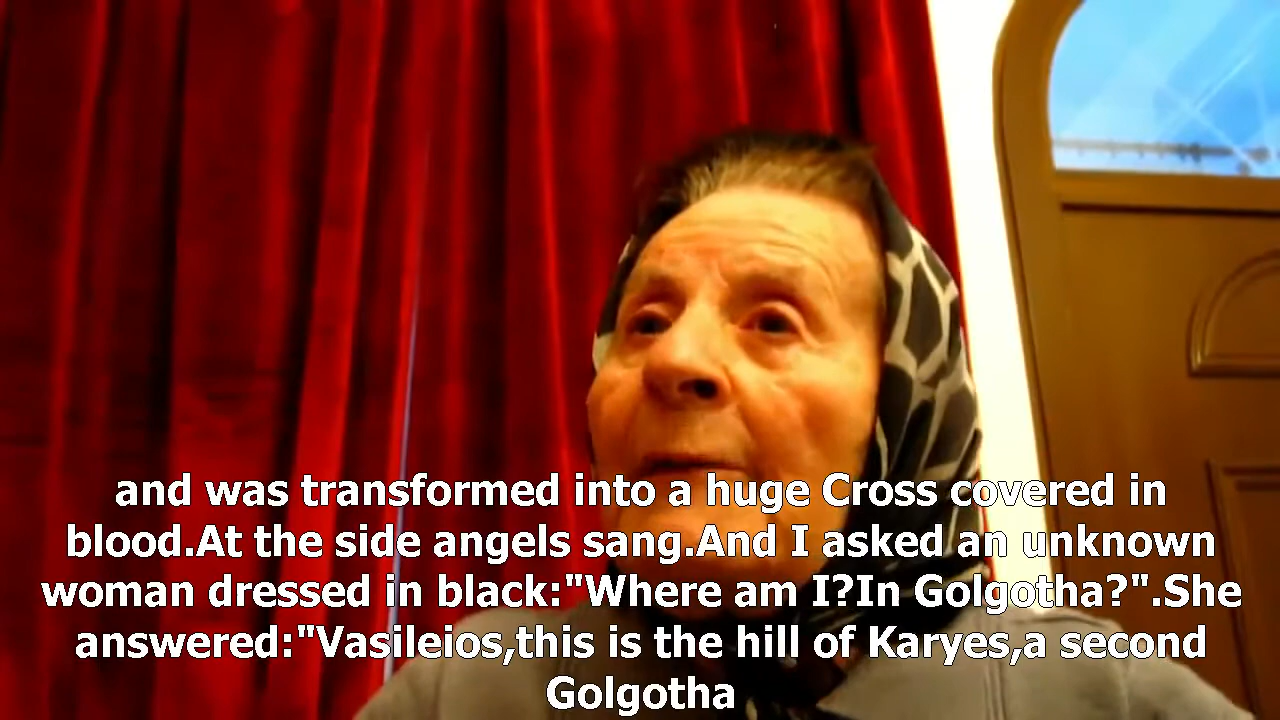 and was transformed into a huge Cross covered in
blood.At the side angels sang.And I asked an unknown
woman dressed in black:"Where am I?In Golgotha?".She
answered:"Vasileios,this is the hill of Karyes,a second
Golgotha